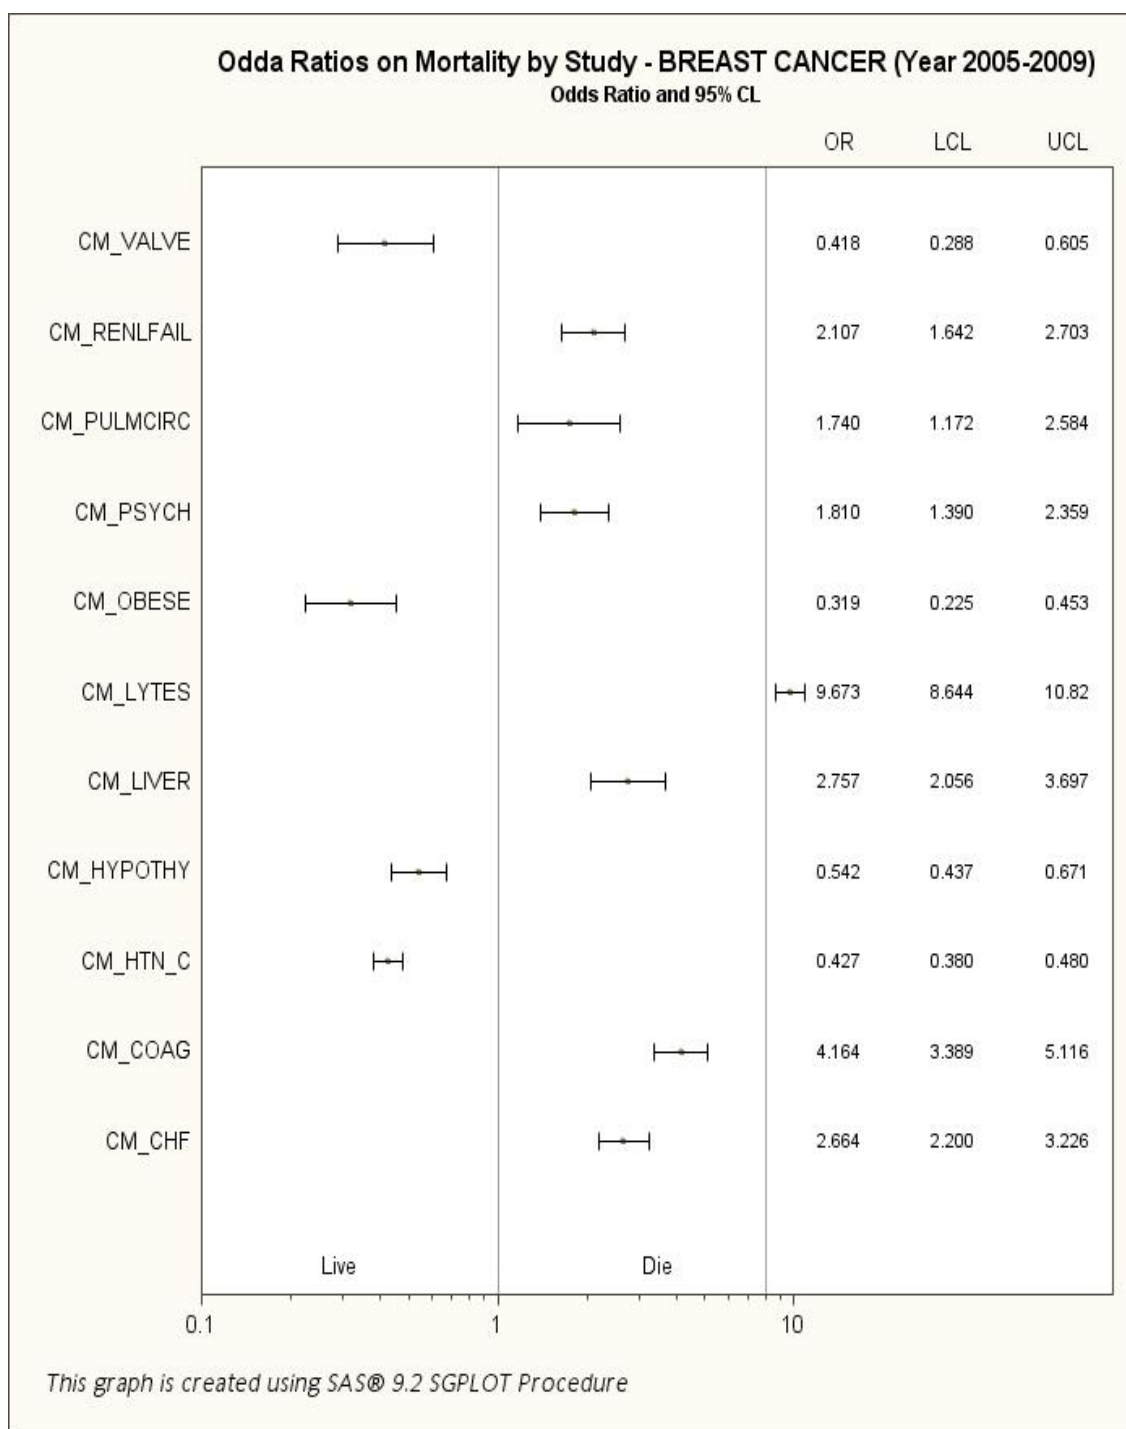 Odda Ratios on Mortality by Study - BREAST CANCER (Year 2005-2009)
Odds Ratio and 95% CL
OR LCL UCL
CM_VALVE 0.418 0.288 0.605
CM_RENLFAIL 2.107 1.642 2.703
CM_PULMCIRC 1.740 1.172 2.584
CM_PSYCH 1.810 1.390 2.359
CM_OBESE 0.319 0.225 0.453
CM_LYTES 9.673 8.644 10.82
CM_LIVER 2.757 2.056 3.697
CM_HYPOTHY 0.542 0.437 0.671
CM_HTN_C 0.427 0.380 0.480
CM_COAG 4.164 3.389 5.116
CM_CHF 2.664 2.200 3.226
Live Die
0.1 1 10
This graph is created using SAS® 9.2 SGPLOT Procedure